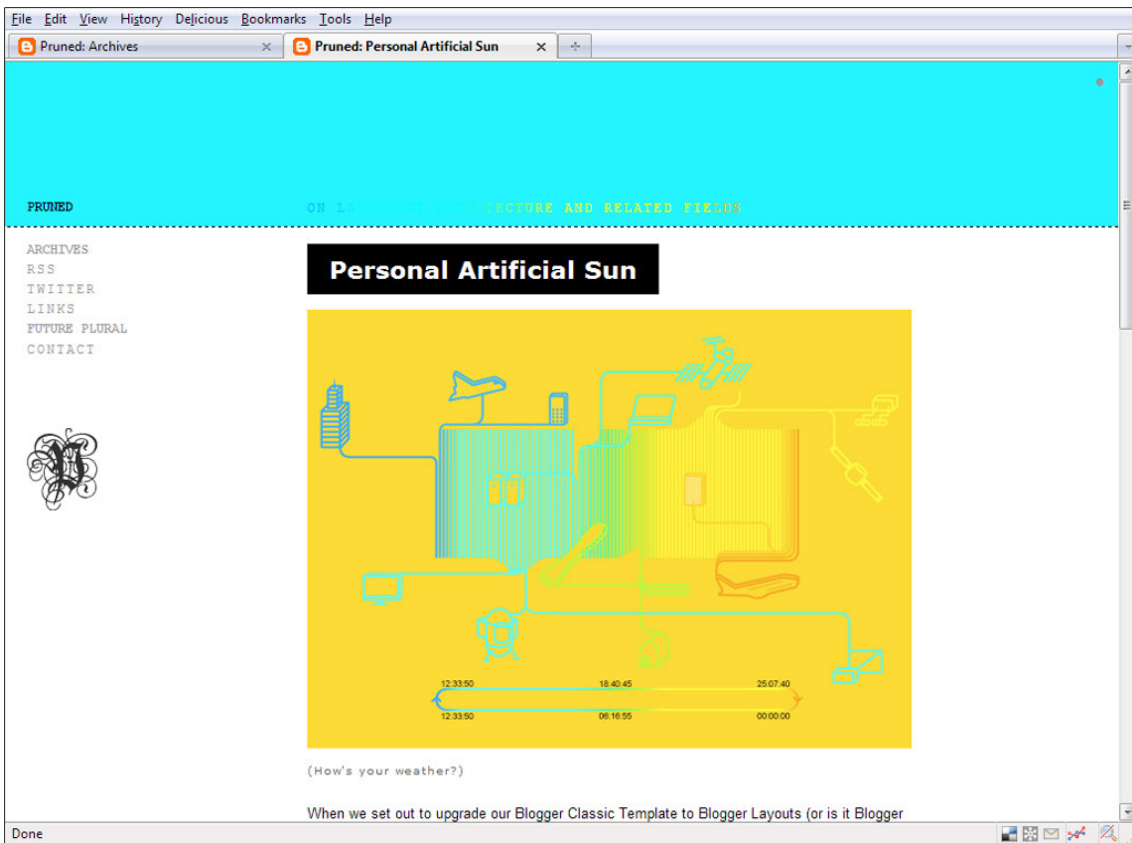 File Edit View History Delicious Bookmarks Tools Help
Pruned: Archives
Pruned: Personal Artificial Sun
PRUNED
ON LANDSCAPE ARCHITECTURE AND RELATED FIELDS
ARCHIVES
RSS
TWITTER
LINKS
FUTURE PLURAL
CONTACT
Personal Artificial Sun
12:33:50 18:40:45 25:07:40
12:33:50 06:16:55 00:00:00
(How's your weather?)
When we set out to upgrade our Blogger Classic Template to Blogger Layouts (or is it Blogger
Done